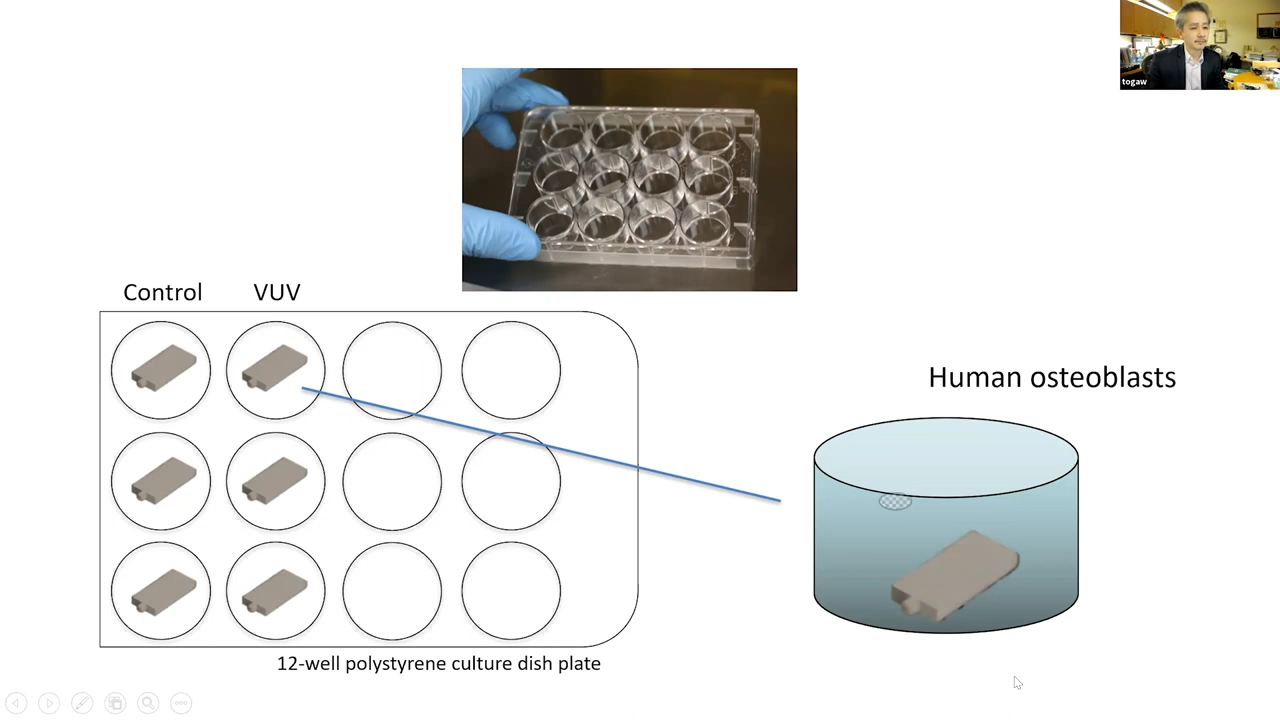 togaw
Control VUV
Human osteoblasts
12-well polystyrene culture dish plate